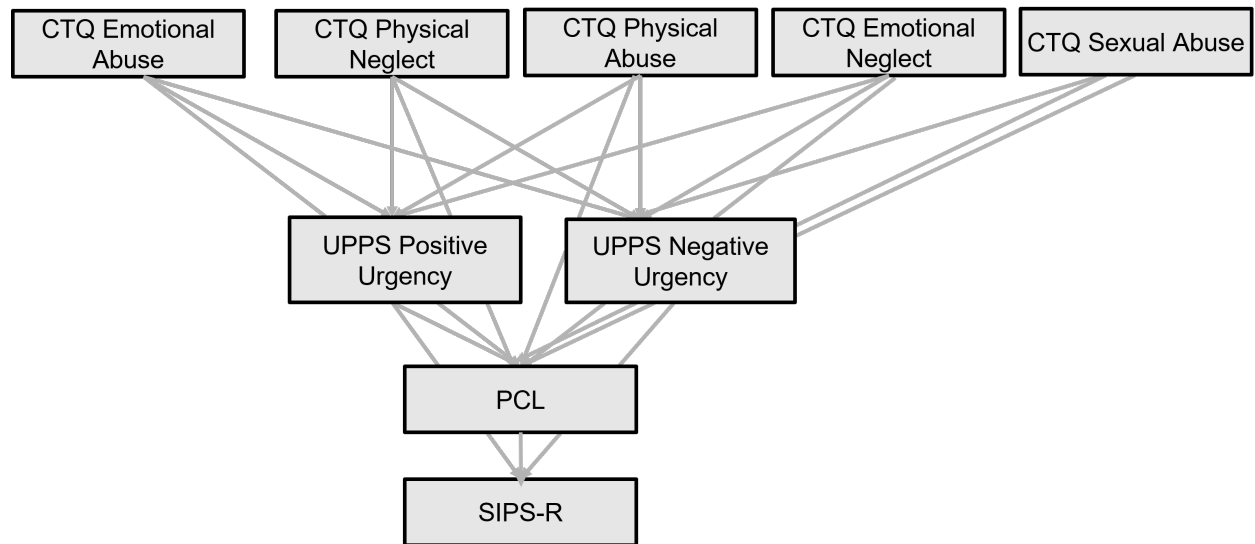 CTQ Emotional
Abuse
CTQ Physical
Neglect
CTQ Physical
Abuse
CTQ Emotional
Neglect
CTQ Sexual Abuse
UPPS Positive
Urgency
UPPS Negative
Urgency
PCL
SIPS-R